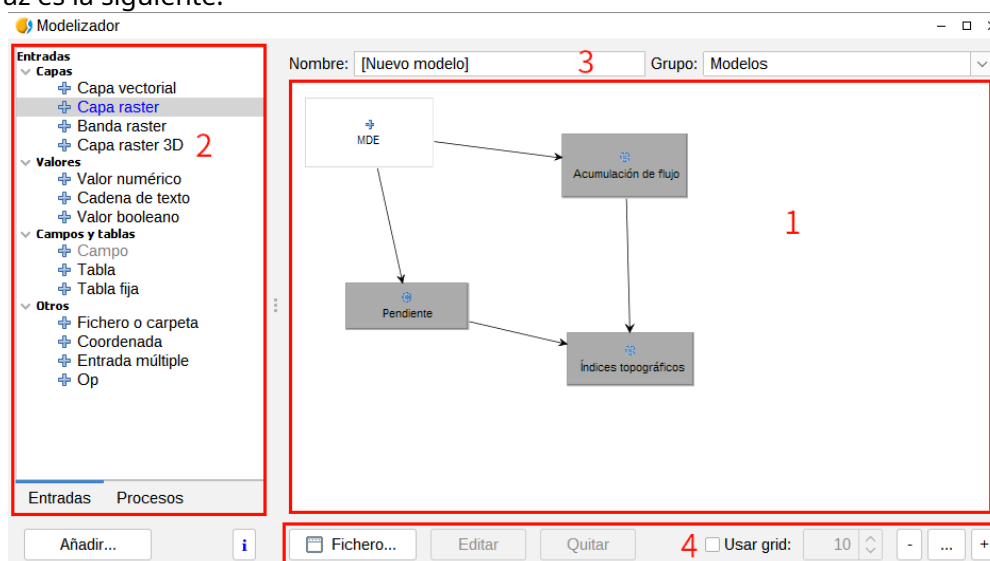 az es la siguiente.
Modelizador
Entradas
Capas
Capa vectorial
Capa raster
Banda raster
Capa raster 3D
2
Valores
Valor numérico
Cadena de texto
Valor booleano
Campos y tablas
Campo
Tabla
Tabla fija
Otros
Fichero o carpeta
Coordenada
Entrada múltiple
Op
Entradas Procesos
Añadir... i
Nombre: [Nuevo modelo] 3 Grupo: Modelos
MDE
Acumulación de flujo
1
Pendiente
Índices topográficos
Fichero... Editar Quitar 4 Usar grid: 10 - ... +